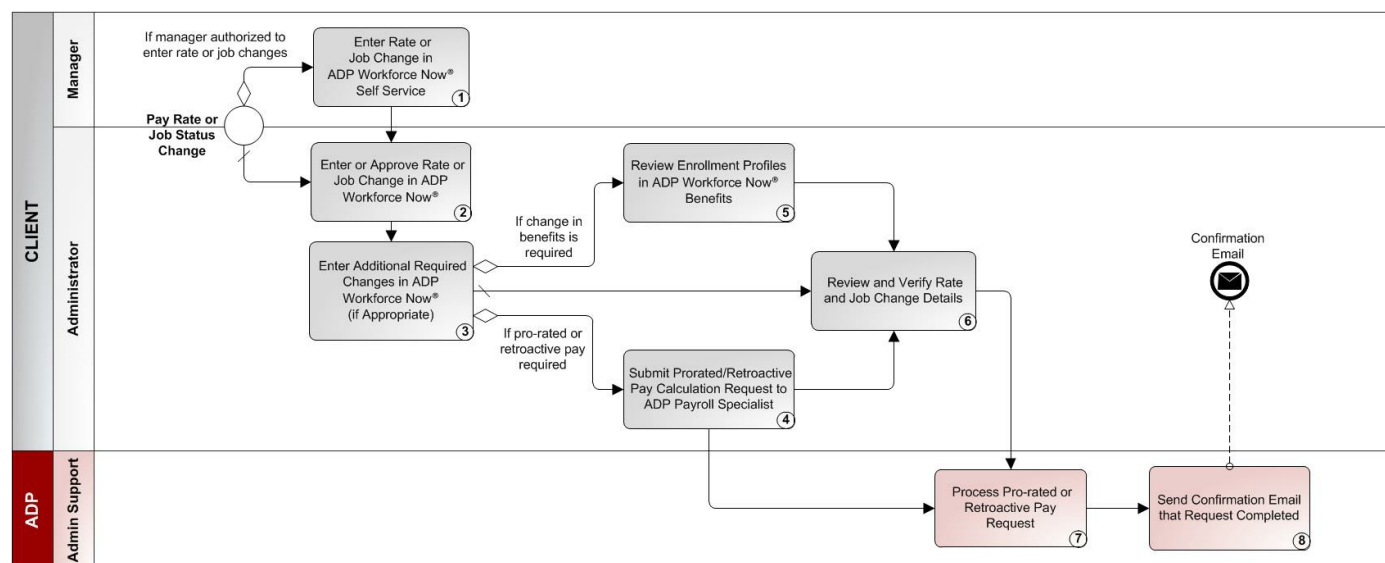 CLIENT
Manager
If manager authorized to
enter rate or job changes
Enter Rate or
Job Change in
ADP Workforce Now®
Self Service
1
Pay Rate or
Job Status
Change
Administrator
Enter or Approve Rate or
Job Change in ADP
Workforce Now®
2
Enter Additional Required
Changes in ADP
Workforce Now®
(if Appropriate)
3
If change in
benefits is
required
Review Enrollment Profiles
in ADP Workforce Now®
Benefits
5
If pro-rated or
retroactive pay
required
Submit Prorated/Retroactive
Pay Calculation Request to
ADP Payroll Specialist
4
Review and Verify Rate
and Job Change Details
6
Confirmation
Email
ADP
Admin Support
Process Pro-rated or
Retroactive Pay
Request
7
Send Confirmation Email
that Request Completed
8